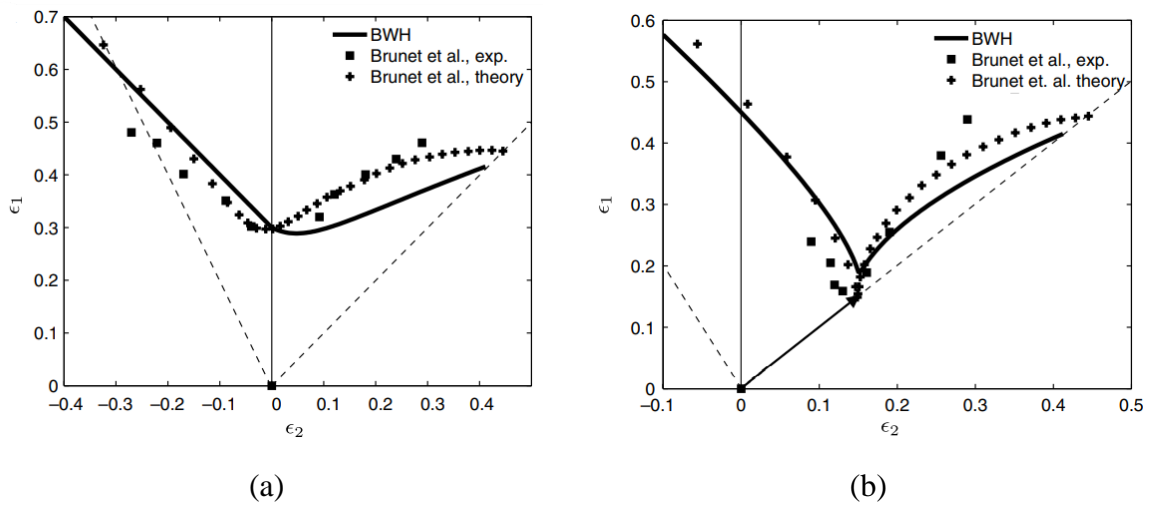 0.7
0.6
0.5
0.4
0.3
0.2
0.1
0
ϵ1
−0.4 −0.3 −0.2 −0.1 0 0.1 0.2 0.3 0.4
ϵ2
BWH
Brunet et al., exp.
Brunet et al., theory
(a)
0.6
0.5
0.4
0.3
0.2
0.1
0
ϵ1
−0.1 0 0.1 0.2 0.3 0.4 0.5
ϵ2
BWH
Brunet et al., exp.
Brunet et. al. theory
(b)